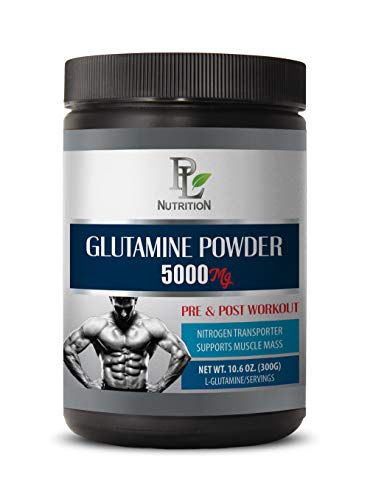 PL
NUTRITION
GLUTAMINE POWDER
5000Mg
PRE & POST WORKOUT
NITROGEN TRANSPORTER
SUPPORTS MUSCLE MASS
NET WT. 10.6 OZ. (300G)
L-GLUTAMINE/SERVINGS